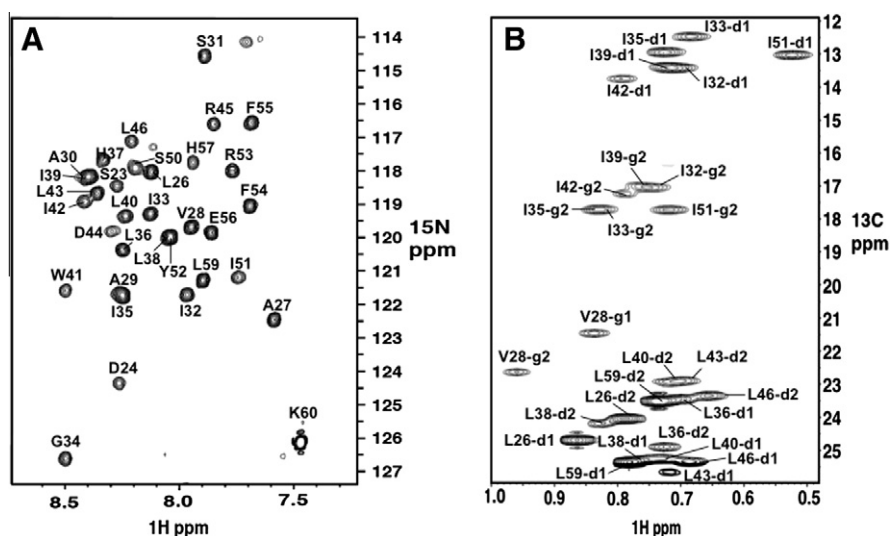 A
S31
114
115
116
117
118
119
120
121
122
123
124
125
126
127
15N
ppm
R45
F55
L46
H57
A30
H37
S50
R53
I39
S23
L26
L43
I33
F54
I42
L40
V28
E56
D44
L36
L38
Y52
W41
A29
L59
I51
I35
I32
A27
D24
K60
G34
8.5
8.0
7.5
1H ppm
B
I33-d1
I35-d1
I51-d1
I39-d1
I42-d1
I32-d1
I39-g2
I32-g2
I42-g2
I35-g2
I51-g2
I33-g2
V28-g1
V28-g2
L40-d2
L43-d2
L59-d2
L26-d2
L46-d2
L38-d2
L36-d1
L36-d2
L26-d1
L38-d1
L40-d1
L46-d1
L59-d1
L43-d1
12
13
14
15
16
17
18
19
20
21
22
23
24
25
13C
ppm
1.0
0.9
0.8
0.7
0.6
0.5
1H ppm